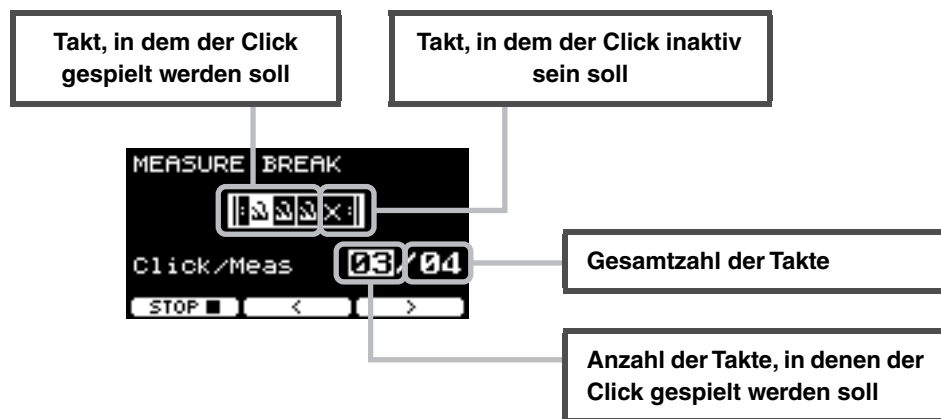 Takt, in dem der Click
gespielt werden soll
Takt, in dem der Click inaktiv
sein soll
MEASURE BREAK
Click/Meas 03/04
STOP ■ < >
Gesamtzahl der Takte
Anzahl der Takte, in denen der
Click gespielt werden soll